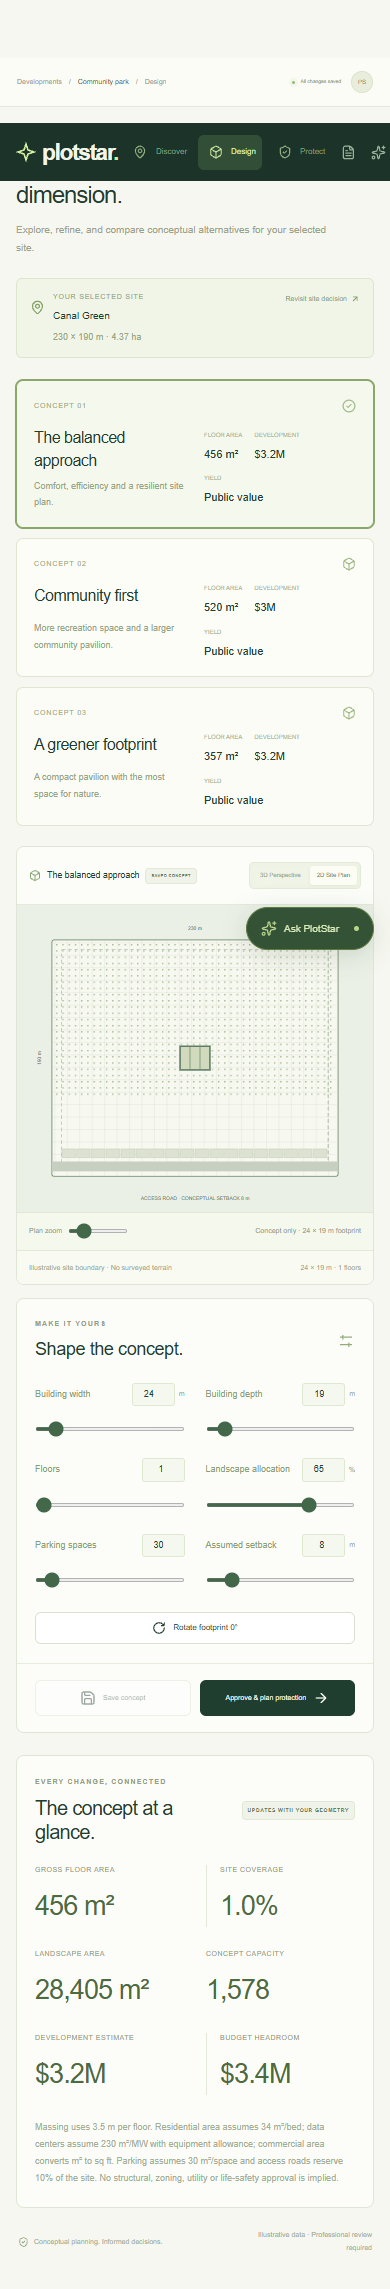 Developments / Community park / Design
All changes saved
PS
plotstar.
Discover
Design
Protect
dimension.
Explore, refine, and compare conceptual alternatives for your selected
site.
YOUR SELECTED SITE
Revisit site decision
Canal Green
230 × 190 m · 4.37 ha
CONCEPT 01
The balanced
approach
Comfort, efficiency and a resilient site
plan.
FLOOR AREA DEVELOPMENT
456 m² $3.2M
YIELD
Public value
CONCEPT 02
Community first
More recreation space and a larger
community pavilion.
FLOOR AREA DEVELOPMENT
520 m² $3M
YIELD
Public value
CONCEPT 03
A greener footprint
A compact pavilion with the most
space for nature.
FLOOR AREA DEVELOPMENT
357 m² $3.2M
YIELD
Public value
The balanced approach
SAVED CONCEPT
3D Perspective
2D Site Plan
Ask PlotStar
230 m
190 m
ACCESS ROAD · CONCEPTUAL SETBACK 8 m
Plan zoom
Concept only · 24 × 19 m footprint
Illustrative site boundary · No surveyed terrain
24 × 19 m · 1 floors
MAKE IT YOURS
Shape the concept.
Building width 24 m
Building depth 19 m
Floors 1
Landscape allocation 65 %
Parking spaces 30
Assumed setback 8 m
Rotate footprint 0°
Save concept
Approve & plan protection
EVERY CHANGE, CONNECTED
The concept at a
glance.
UPDATES WITH YOUR GEOMETRY
GROSS FLOOR AREA
456 m²
SITE COVERAGE
1.0%
LANDSCAPE AREA
28,405 m²
CONCEPT CAPACITY
1,578
DEVELOPMENT ESTIMATE
$3.2M
BUDGET HEADROOM
$3.4M
Massing uses 3.5 m per floor. Residential area assumes 34 m²/bed; data
centers assume 230 m²/MW with equipment allowance; commercial area
converts m² to sq ft. Parking assumes 30 m²/space and access roads reserve
10% of the site. No structural, zoning, utility or life-safety approval is implied.
Conceptual planning. Informed decisions.
Illustrative data · Professional review
required